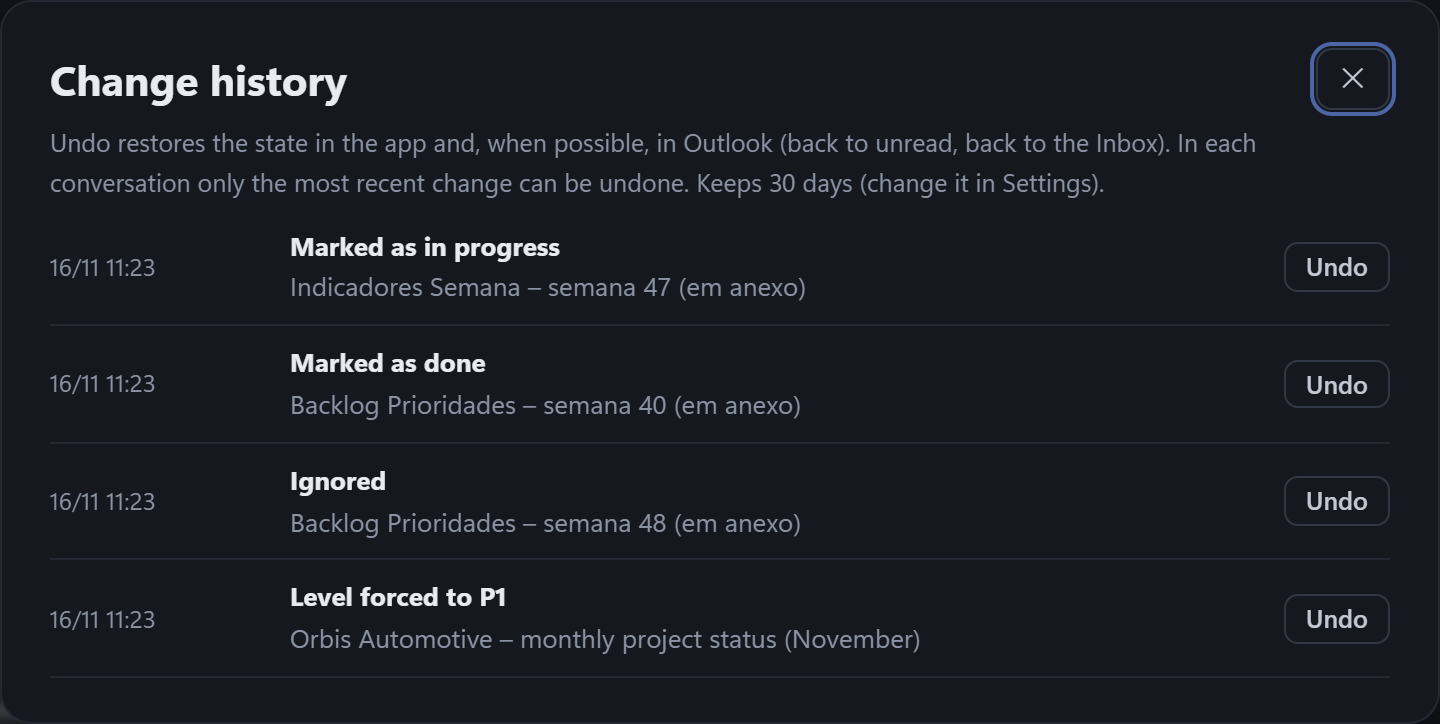 Change history
Undo restores the state in the app and, when possible, in Outlook (back to unread, back to the Inbox). In each
conversation only the most recent change can be undone. Keeps 30 days (change it in Settings).
16/11 11:23
Marked as in progress
Indicadores Semana – semana 47 (em anexo)
Undo
16/11 11:23
Marked as done
Backlog Prioridades – semana 40 (em anexo)
Undo
16/11 11:23
Ignored
Backlog Prioridades – semana 48 (em anexo)
Undo
16/11 11:23
Level forced to P1
Orbis Automotive – monthly project status (November)
Undo